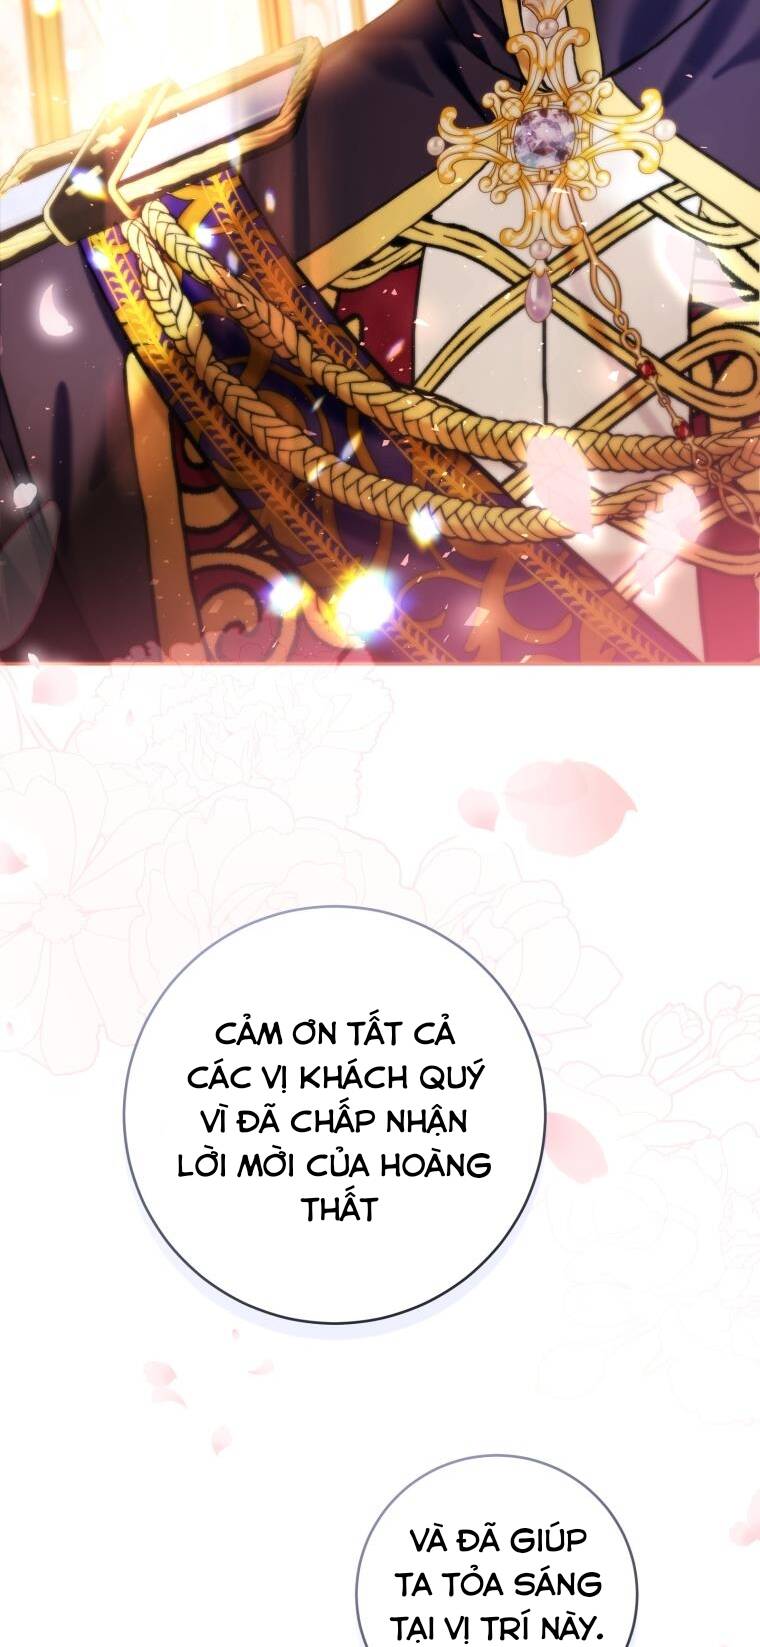 CẢM ƠN TẤT CẢ
CÁC VỊ KHÁCH QUÝ
VÌ ĐÃ CHẤP NHẬN
LỜI MỜI CỦA HOÀNG
THẤT
VÀ ĐÃ GIÚP
TA TỎA SÁNG
TẠI VỊ TRÍ NÀY.